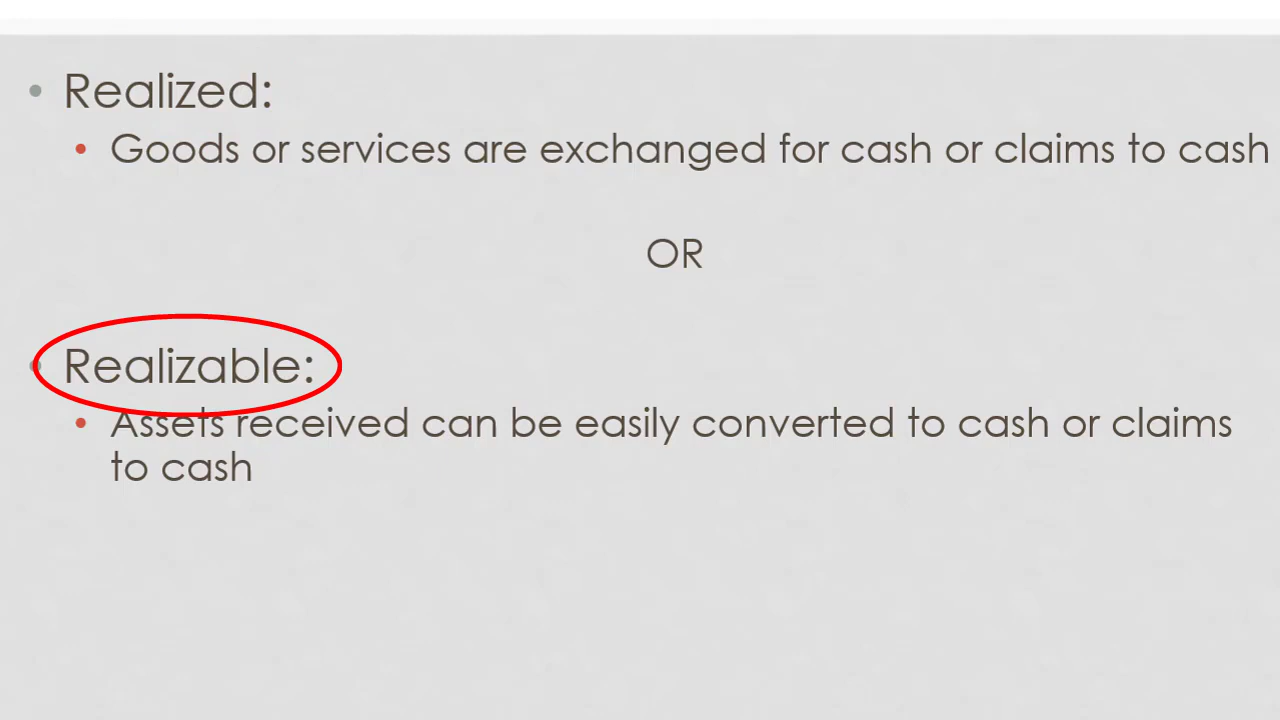 • Realized:
• Goods or services are exchanged for cash or claims to cash
OR
• Realizable:
• Assets received can be easily converted to cash or claims
to cash